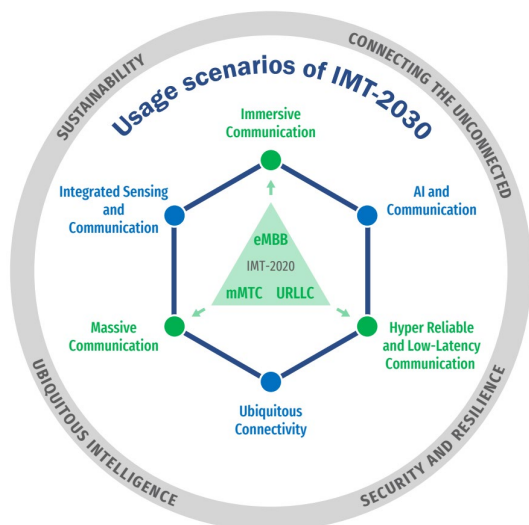 SUSTAINABILITY
CONNECTING THE UNCONNECTED
Usage scenarios of IMT-2030
Immersive
Communication
Integrated Sensing
and
Communication
AI and
Communication
eMBB
IMT-2020
mMTC URLLC
Massive
Communication
Hyper Reliable
and Low-Latency
Communication
Ubiquitous
Connectivity
UBIQUITOUS INTELLIGENCE
SECURITY AND RESILIENCE